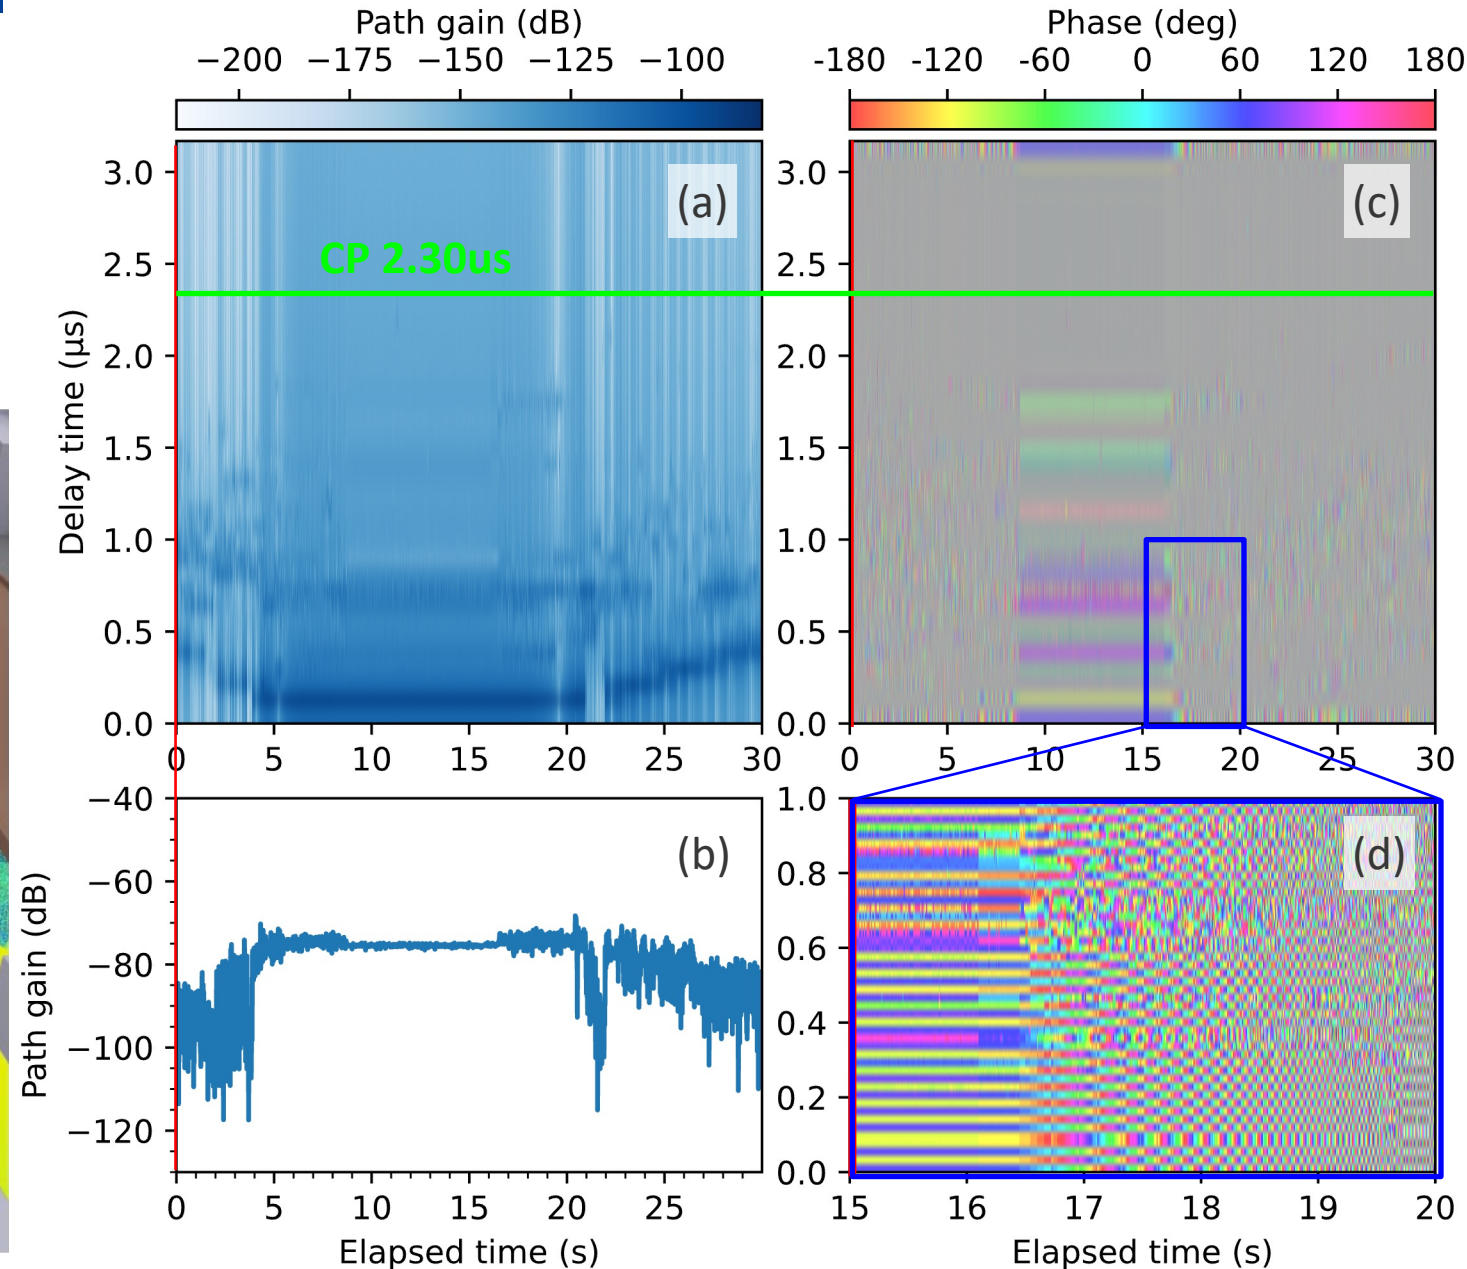 Path gain (dB)
−200 −175 −150 −125 −100
Phase (deg)
-180 -120 -60 0 60 120 180
Delay time (μs)
3.0
2.5
2.0
1.5
1.0
0.5
0.0
(a)
CP 2.30us
0 5 10 15 20 25 30
3.0
2.5
2.0
1.5
1.0
0.5
0.0
(c)
0 5 10 15 20 25 30
Path gain (dB)
−40
−60
−80
−100
−120
(b)
0 5 10 15 20 25
Elapsed time (s)
1.0
0.8
0.6
0.4
0.2
0.0
(d)
15 16 17 18 19 20
Elapsed time (s)